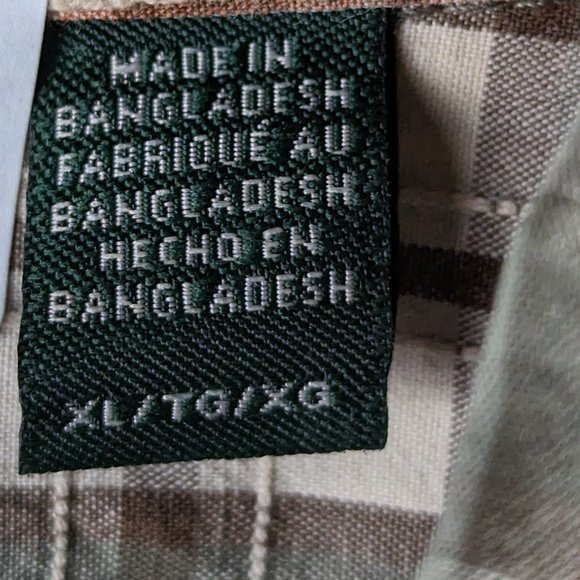 MADE IN
BANGLADESH
FABRIQUÉ AU
BANGLADESH
HECHO EN
BANGLADESH
XL/TG/XG